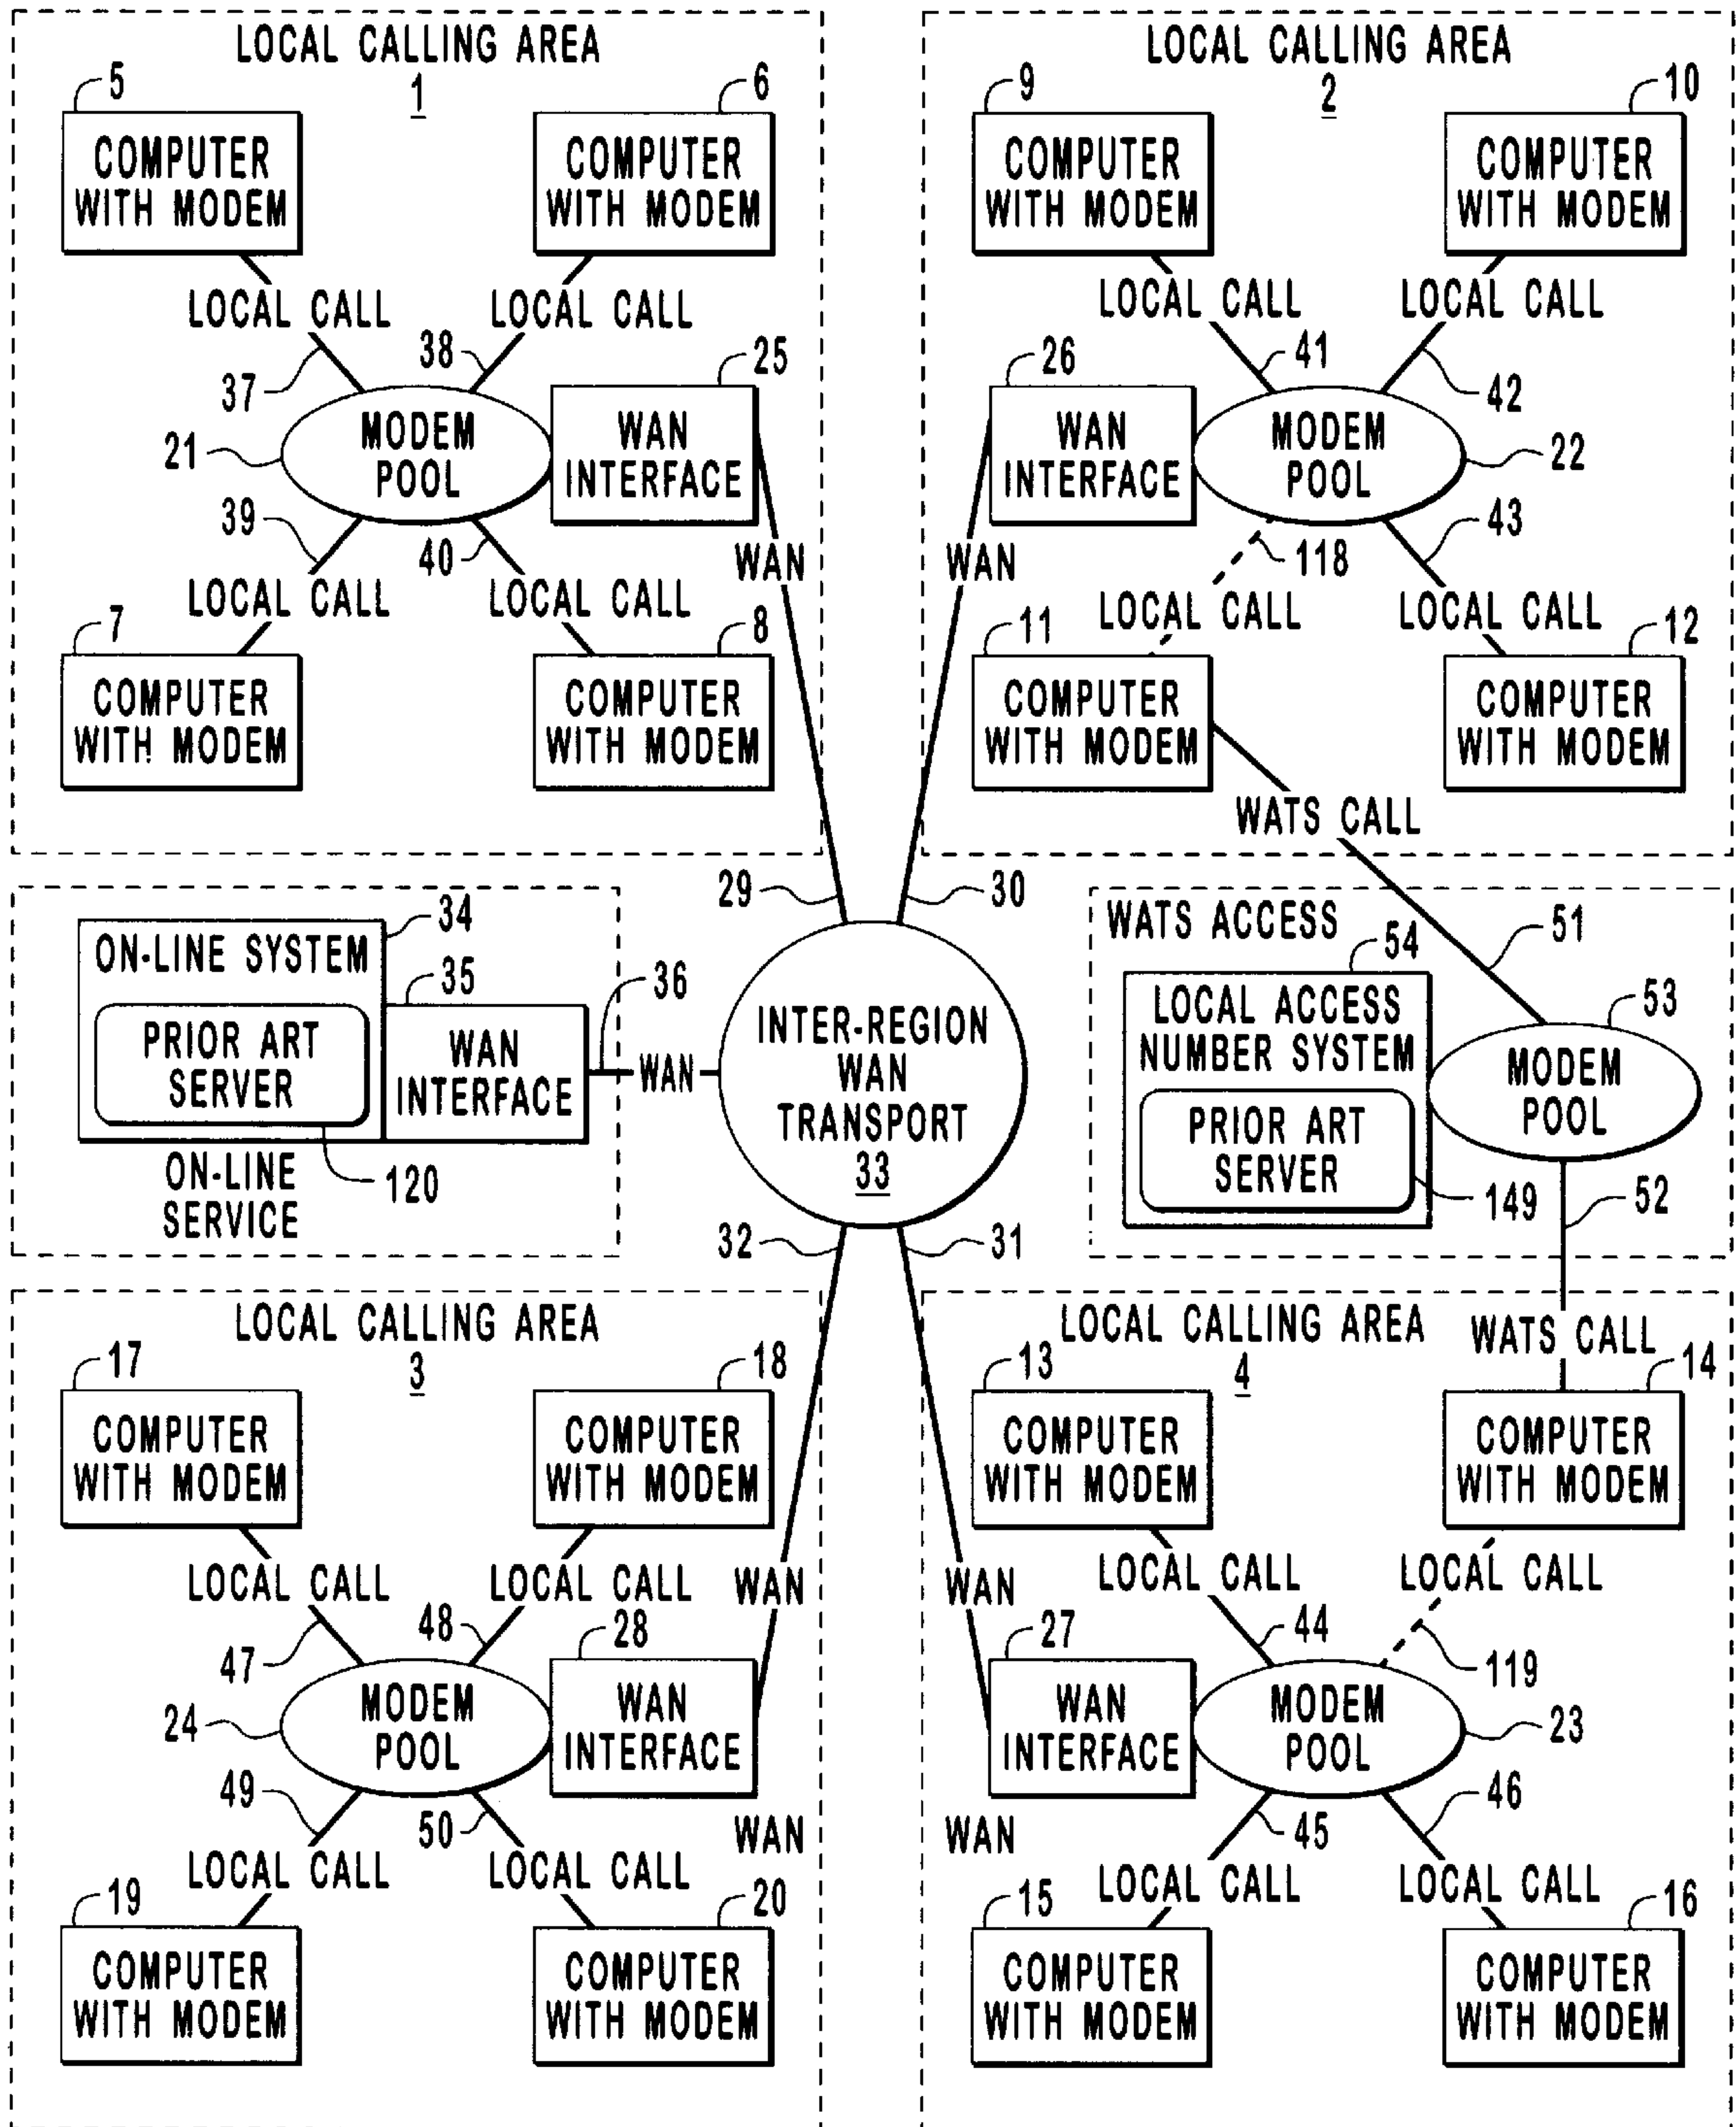 LOCAL CALLING AREA
1
5
COMPUTER
WITH MODEM
6
COMPUTER
WITH MODEM
LOCAL CALL
LOCAL CALL
37
38
25
21
MODEM
POOL
WAN
INTERFACE
39
40
WAN
LOCAL CALL
LOCAL CALL
7
COMPUTER
WITH MODEM
8
COMPUTER
WITH MODEM
LOCAL CALLING AREA
2
9
COMPUTER
WITH MODEM
10
COMPUTER
WITH MODEM
LOCAL CALL
LOCAL CALL
41
42
26
WAN
INTERFACE
MODEM
POOL
22
WAN
118
43
LOCAL CALL
LOCAL CALL
11
COMPUTER
WITH MODEM
12
COMPUTER
WITH MODEM
WATS CALL
29
30
34
ON-LINE SYSTEM
35
36
PRIOR ART
SERVER
WAN
INTERFACE
WAN
120
ON-LINE
SERVICE
INTER-REGION
WAN
TRANSPORT
33
WATS ACCESS
54
51
LOCAL ACCESS
NUMBER SYSTEM
53
MODEM
POOL
PRIOR ART
SERVER
149
52
32
31
LOCAL CALLING AREA
3
17
COMPUTER
WITH MODEM
18
COMPUTER
WITH MODEM
LOCAL CALL
LOCAL CALL
WAN
47
48
28
24
MODEM
POOL
WAN
INTERFACE
49
50
WAN
LOCAL CALL
LOCAL CALL
19
COMPUTER
WITH MODEM
20
COMPUTER
WITH MODEM
LOCAL CALLING AREA
4
WATS CALL
13
COMPUTER
WITH MODEM
14
COMPUTER
WITH MODEM
WAN
LOCAL CALL
LOCAL CALL
27
44
119
WAN
INTERFACE
MODEM
POOL
23
WAN
45
46
LOCAL CALL
LOCAL CALL
15
COMPUTER
WITH MODEM
16
COMPUTER
WITH MODEM